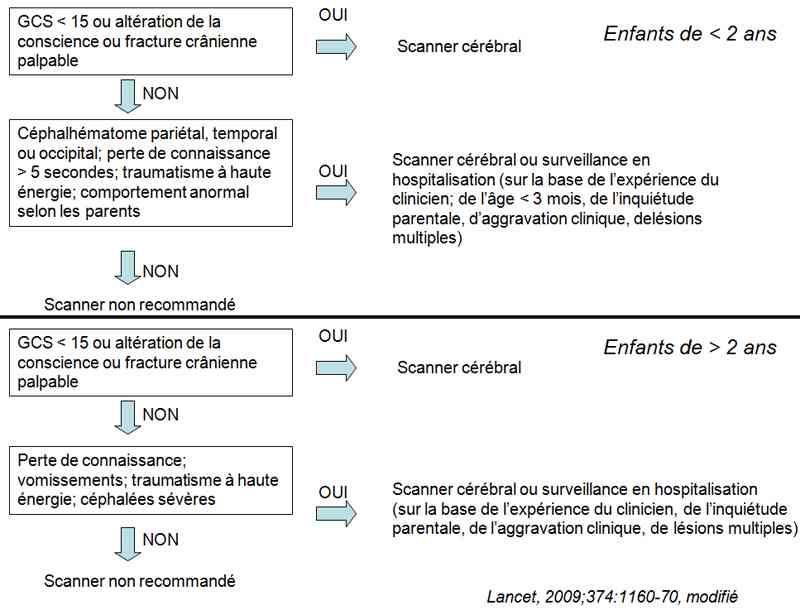 GCS < 15 ou altération de la
conscience ou fracture crânienne
palpable
OUI
Scanner cérébral
Enfants de < 2 ans
NON
Céphalhématome pariétal, temporal
ou occipital; perte de connaissance
> 5 secondes; traumatisme à haute
énergie; comportement anormal
selon les parents
OUI
Scanner cérébral ou surveillance en
hospitalisation (sur la base de l'expérience du
clinicien; de l'âge < 3 mois, de l'inquiétude
parentale, d'aggravation clinique, delésions
multiples)
NON
Scanner non recommandé
GCS < 15 ou altération de la
conscience ou fracture crânienne
palpable
OUI
Scanner cérébral
Enfants de > 2 ans
NON
Perte de connaissance;
vomissements; traumatisme à haute
énergie; céphalées sévères
OUI
Scanner cérébral ou surveillance en hospitalisation
(sur la base de l'expérience du clinicien, de l'inquiétude
parentale, de l'aggravation clinique, de lésions multiples)
NON
Scanner non recommandé
Lancet, 2009;374:1160-70, modifié